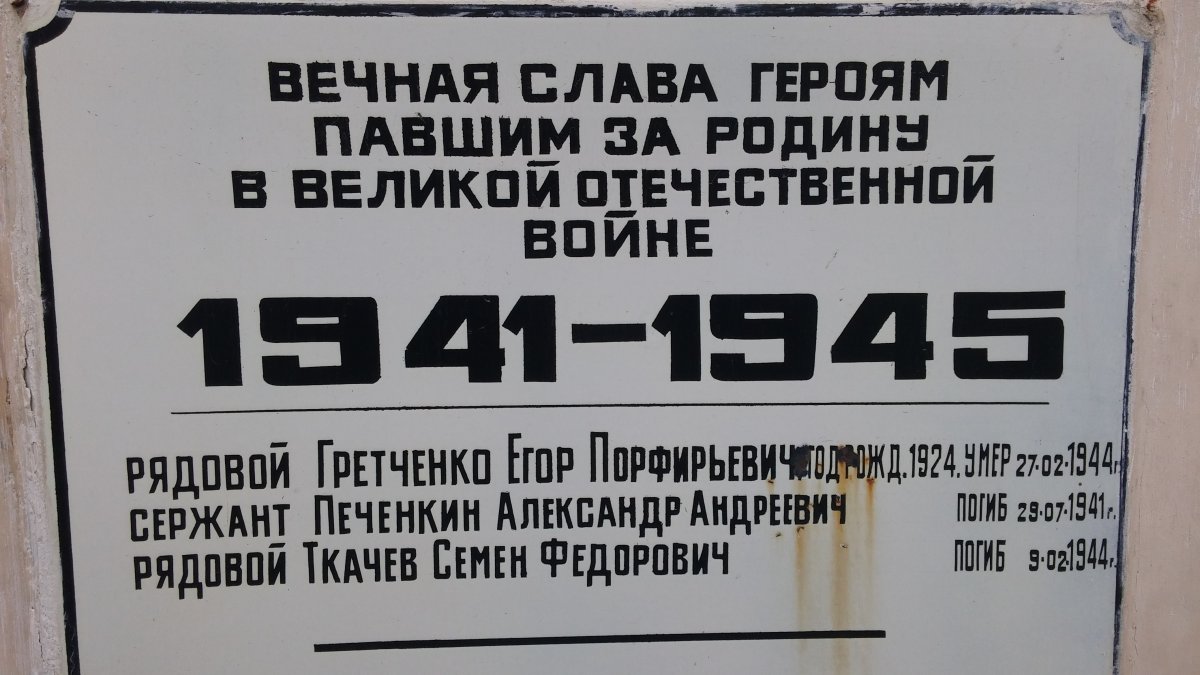 ВЕЧНАЯ СЛАВА ГЕРОЯМ
ПАВШИМ ЗА РОДИНУ
В ВЕЛИКОЙ ОТЕЧЕСТВЕННОЙ
ВОЙНЕ
1941-1945
РЯДОВОЙ ГРЕТЧЕНКО ЕГОР ПОРФИРЬЕВИЧ. РОЖД. 1924. УМЕР 27·02·1944г.
СЕРЖАНТ ПЕЧЕНКИН АЛЕКСАНДР АНДРЕЕВИЧ ПОГИБ 29·07·1941г.
РЯДОВОЙ ТКАЧЕВ СЕМЕН ФЕДОРОВИЧ ПОГИБ 9·02·1944г.